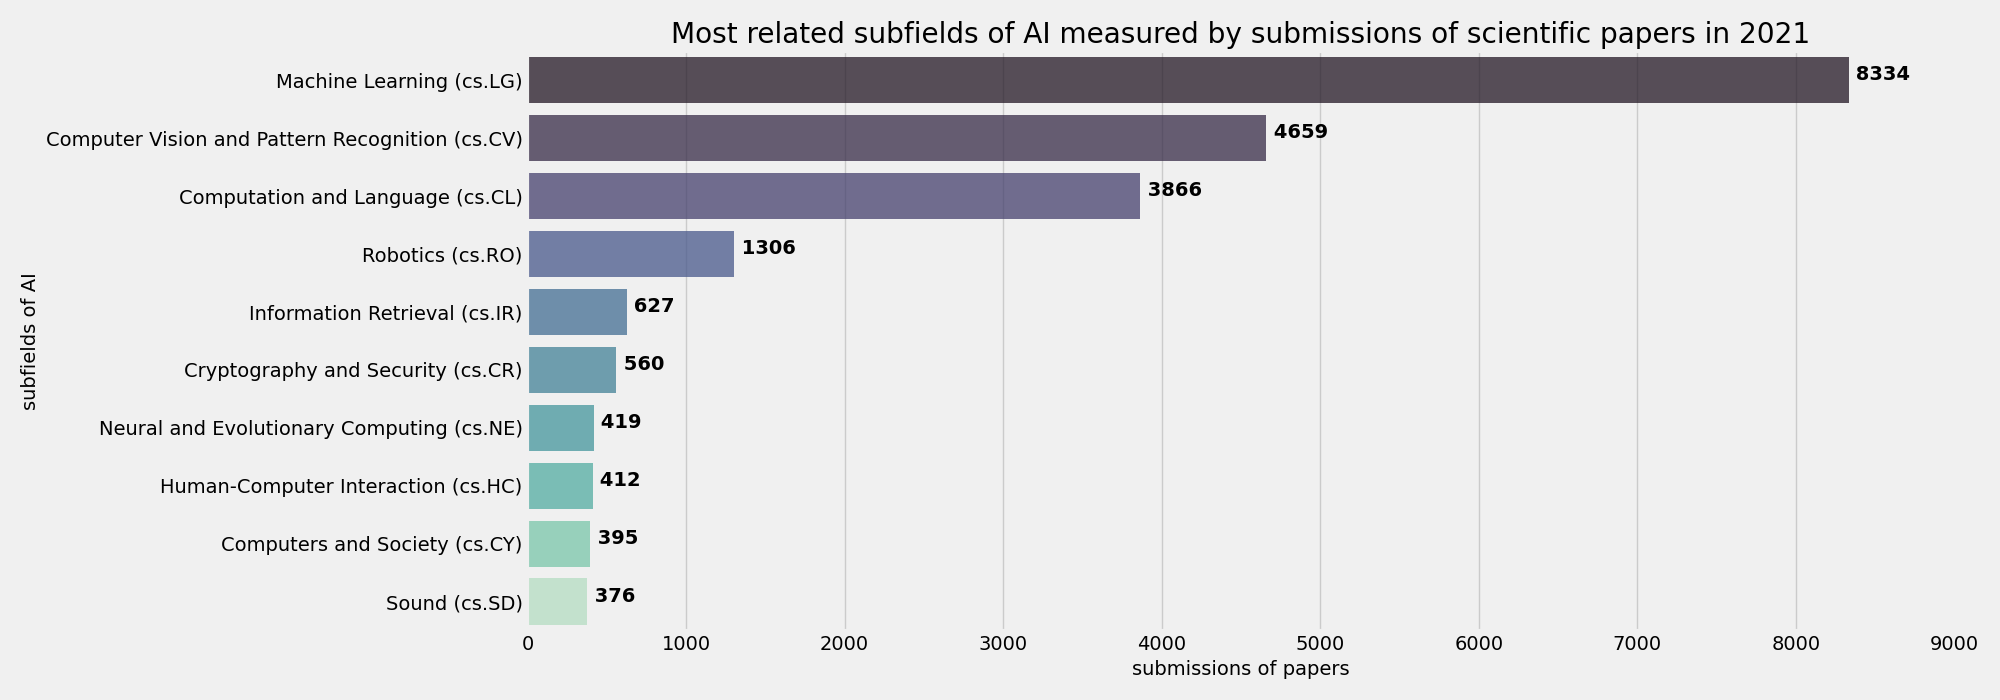 Most related subfields of AI measured by submissions of scientific papers in 2021
Machine Learning (cs.LG) 8334
Computer Vision and Pattern Recognition (cs.CV) 4659
Computation and Language (cs.CL) 3866
Robotics (cs.RO) 1306
Information Retrieval (cs.IR) 627
Cryptography and Security (cs.CR) 560
Neural and Evolutionary Computing (cs.NE) 419
Human-Computer Interaction (cs.HC) 412
Computers and Society (cs.CY) 395
Sound (cs.SD) 376
subfields of AI
0 1000 2000 3000 4000 5000 6000 7000 8000 9000
submissions of papers